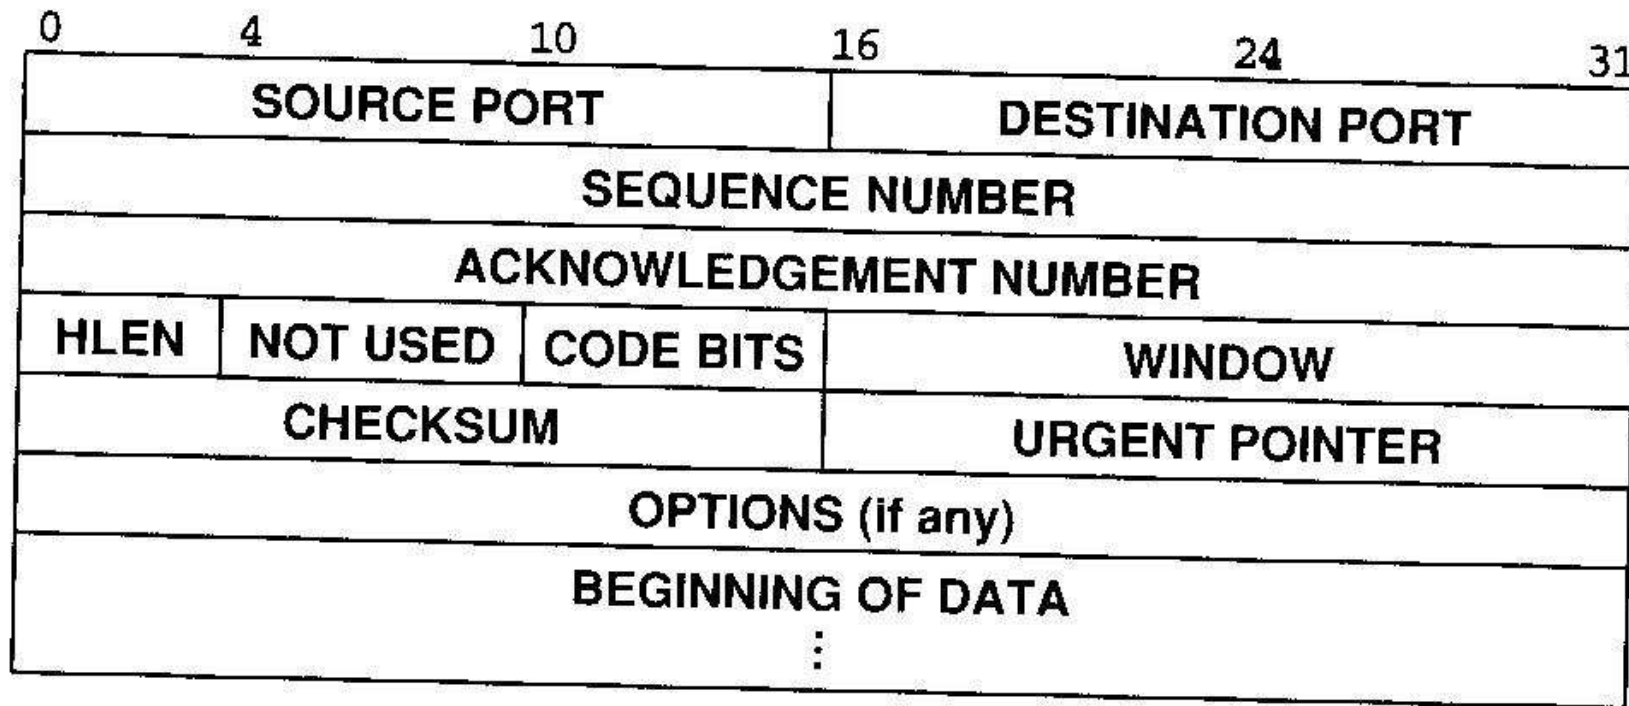 0 4 10 16 24 31
SOURCE PORT DESTINATION PORT
SEQUENCE NUMBER
ACKNOWLEDGEMENT NUMBER
HLEN NOT USED CODE BITS WINDOW
CHECKSUM URGENT POINTER
OPTIONS (if any)
BEGINNING OF DATA
⋮